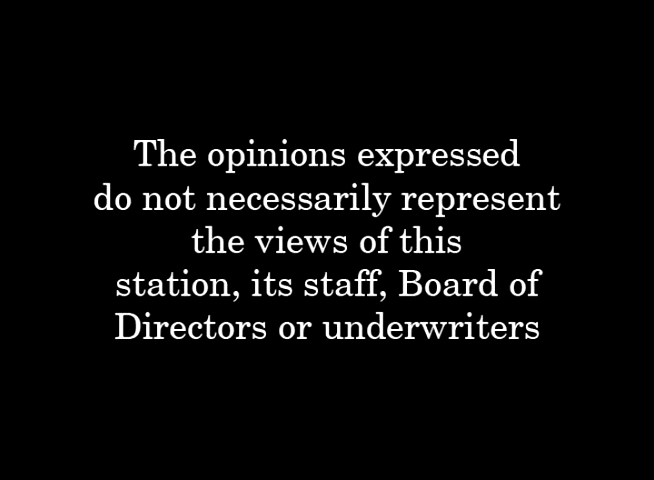 The opinions expressed
do not necessarily represent
the views of this
station, its staff, Board of
Directors or underwriters